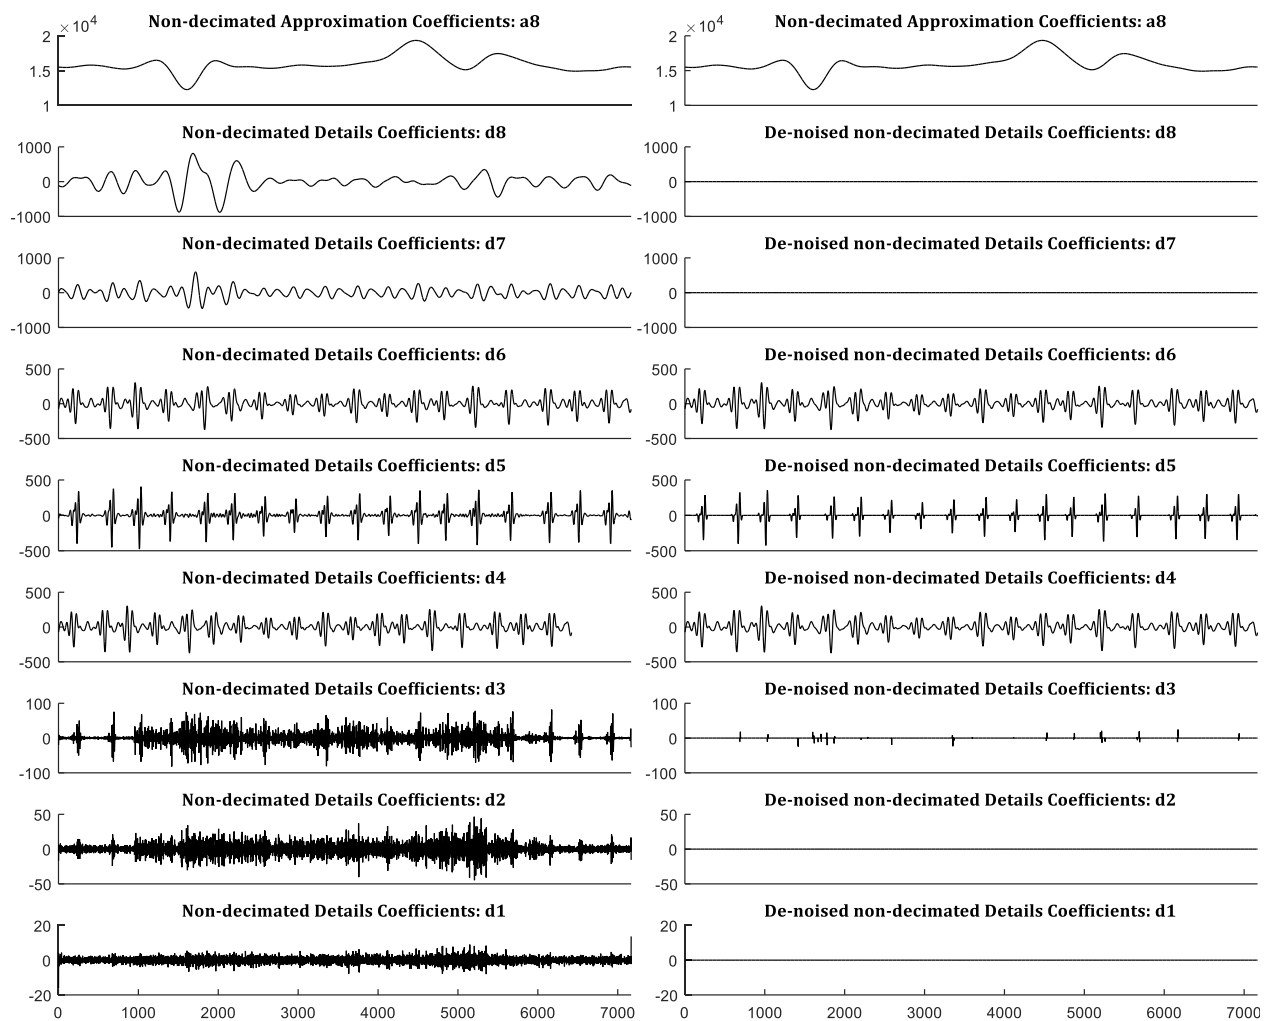 Non-decimated Approximation Coefficients: a8 Non-decimated Approximation Coefficients: a8
×10⁴ ×10⁴
2 2
1.5 1.5
1 1
Non-decimated Details Coefficients: d8 De-noised non-decimated Details Coefficients: d8
1000 1000
0 0
-1000 -1000
Non-decimated Details Coefficients: d7 De-noised non-decimated Details Coefficients: d7
1000 1000
0 0
-1000 -1000
Non-decimated Details Coefficients: d6 De-noised non-decimated Details Coefficients: d6
500 500
0 0
-500 -500
Non-decimated Details Coefficients: d5 De-noised non-decimated Details Coefficients: d5
500 500
0 0
-500 -500
Non-decimated Details Coefficients: d4 De-noised non-decimated Details Coefficients: d4
500 500
0 0
-500 -500
Non-decimated Details Coefficients: d3 De-noised non-decimated Details Coefficients: d3
100 100
0 0
-100 -100
Non-decimated Details Coefficients: d2 De-noised non-decimated Details Coefficients: d2
50 50
0 0
-50 -50
Non-decimated Details Coefficients: d1 De-noised non-decimated Details Coefficients: d1
20 20
0 0
-20 -20
0 1000 2000 3000 4000 5000 6000 7000 0 1000 2000 3000 4000 5000 6000 7000